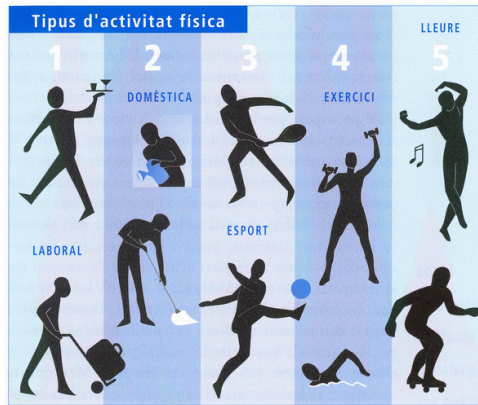 Tipus d'activitat física
LLEURE
1 2 3 4 5
DOMÈSTICA
EXERCICI
LABORAL
ESPORT